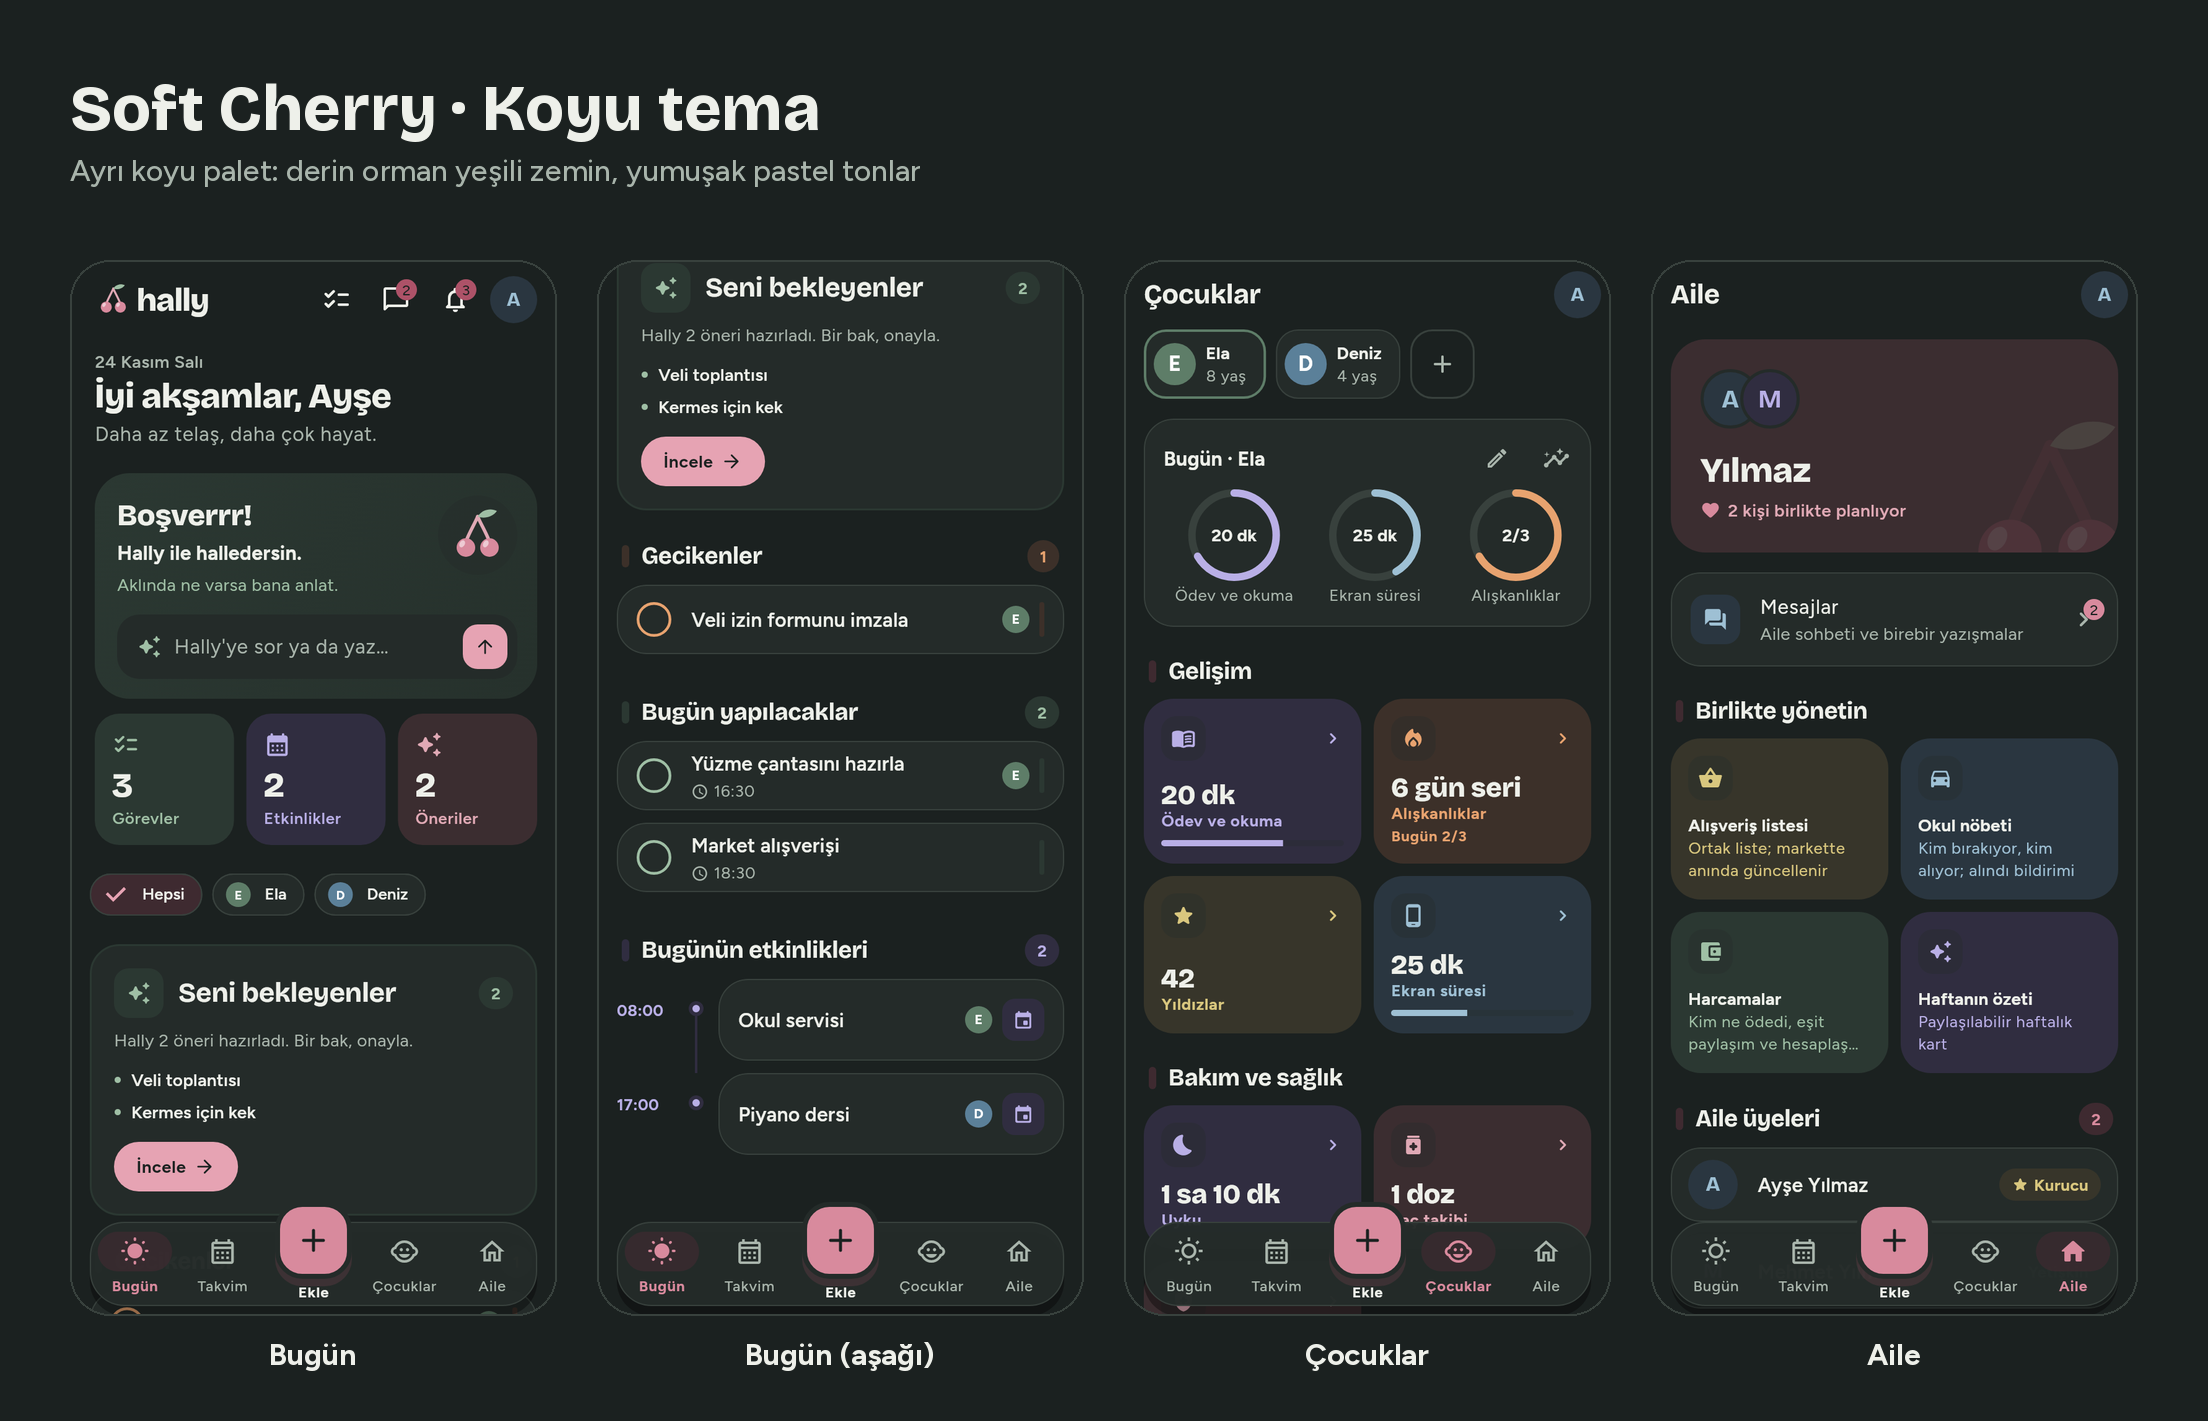 Soft Cherry · Koyu tema
Ayrı koyu palet: derin orman yeşili zemin, yumuşak pastel tonlar
hally
2
3
A
24 Kasım Salı
İyi akşamlar, Ayşe
Daha az telaş, daha çok hayat.
Boşverrr!
Hally ile halledersin.
Aklında ne varsa bana anlat.
Hally'ye sor ya da yaz...
3
Görevler
2
Etkinlikler
2
Öneriler
Hepsi
E
Ela
D
Deniz
Seni bekleyenler
2
Hally 2 öneri hazırladı. Bir bak, onayla.
• Veli toplantısı
• Kermes için kek
İncele
Bugün
Takvim
Ekle
Çocuklar
Aile
Bugün
Seni bekleyenler
2
Hally 2 öneri hazırladı. Bir bak, onayla.
• Veli toplantısı
• Kermes için kek
İncele
Gecikenler
1
Veli izin formunu imzala
E
Bugün yapılacaklar
2
Yüzme çantasını hazırla
16:30
E
Market alışverişi
18:30
Bugünün etkinlikleri
2
08:00
Okul servisi
E
17:00
Piyano dersi
D
Bugün
Takvim
Ekle
Çocuklar
Aile
Bugün (aşağı)
Çocuklar
A
E
Ela
8 yaş
D
Deniz
4 yaş
Bugün · Ela
20 dk
Ödev ve okuma
25 dk
Ekran süresi
2/3
Alışkanlıklar
Gelişim
20 dk
Ödev ve okuma
6 gün seri
Alışkanlıklar
Bugün 2/3
42
Yıldızlar
25 dk
Ekran süresi
Bakım ve sağlık
1 sa 10 dk
Uyku
1 doz
takibi
Bugün
Takvim
Ekle
Çocuklar
Aile
Çocuklar
Aile
A
A
M
Yılmaz
2 kişi birlikte planlıyor
Mesajlar
Aile sohbeti ve birebir yazışmalar
2
Birlikte yönetin
Alışveriş listesi
Ortak liste; markette
anında güncellenir
Okul nöbeti
Kim bırakıyor, kim
alıyor; alındı bildirimi
Harcamalar
Kim ne ödedi, eşit
paylaşım ve hesaplaş...
Haftanın özeti
Paylaşılabilir haftalık
kart
Aile üyeleri
2
A
Ayşe Yılmaz
Kurucu
Bugün
Takvim
Ekle
Çocuklar
Aile
Aile